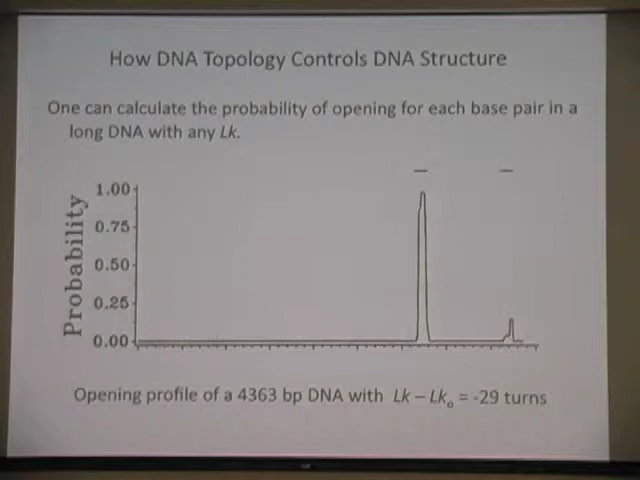 How DNA Topology Controls DNA Structure
One can calculate the probability of opening for each base pair in a
long DNA with any Lk.
Probability
1.00
0.75
0.50
0.25
0.00
Opening profile of a 4363 bp DNA with Lk – Lko = -29 turns